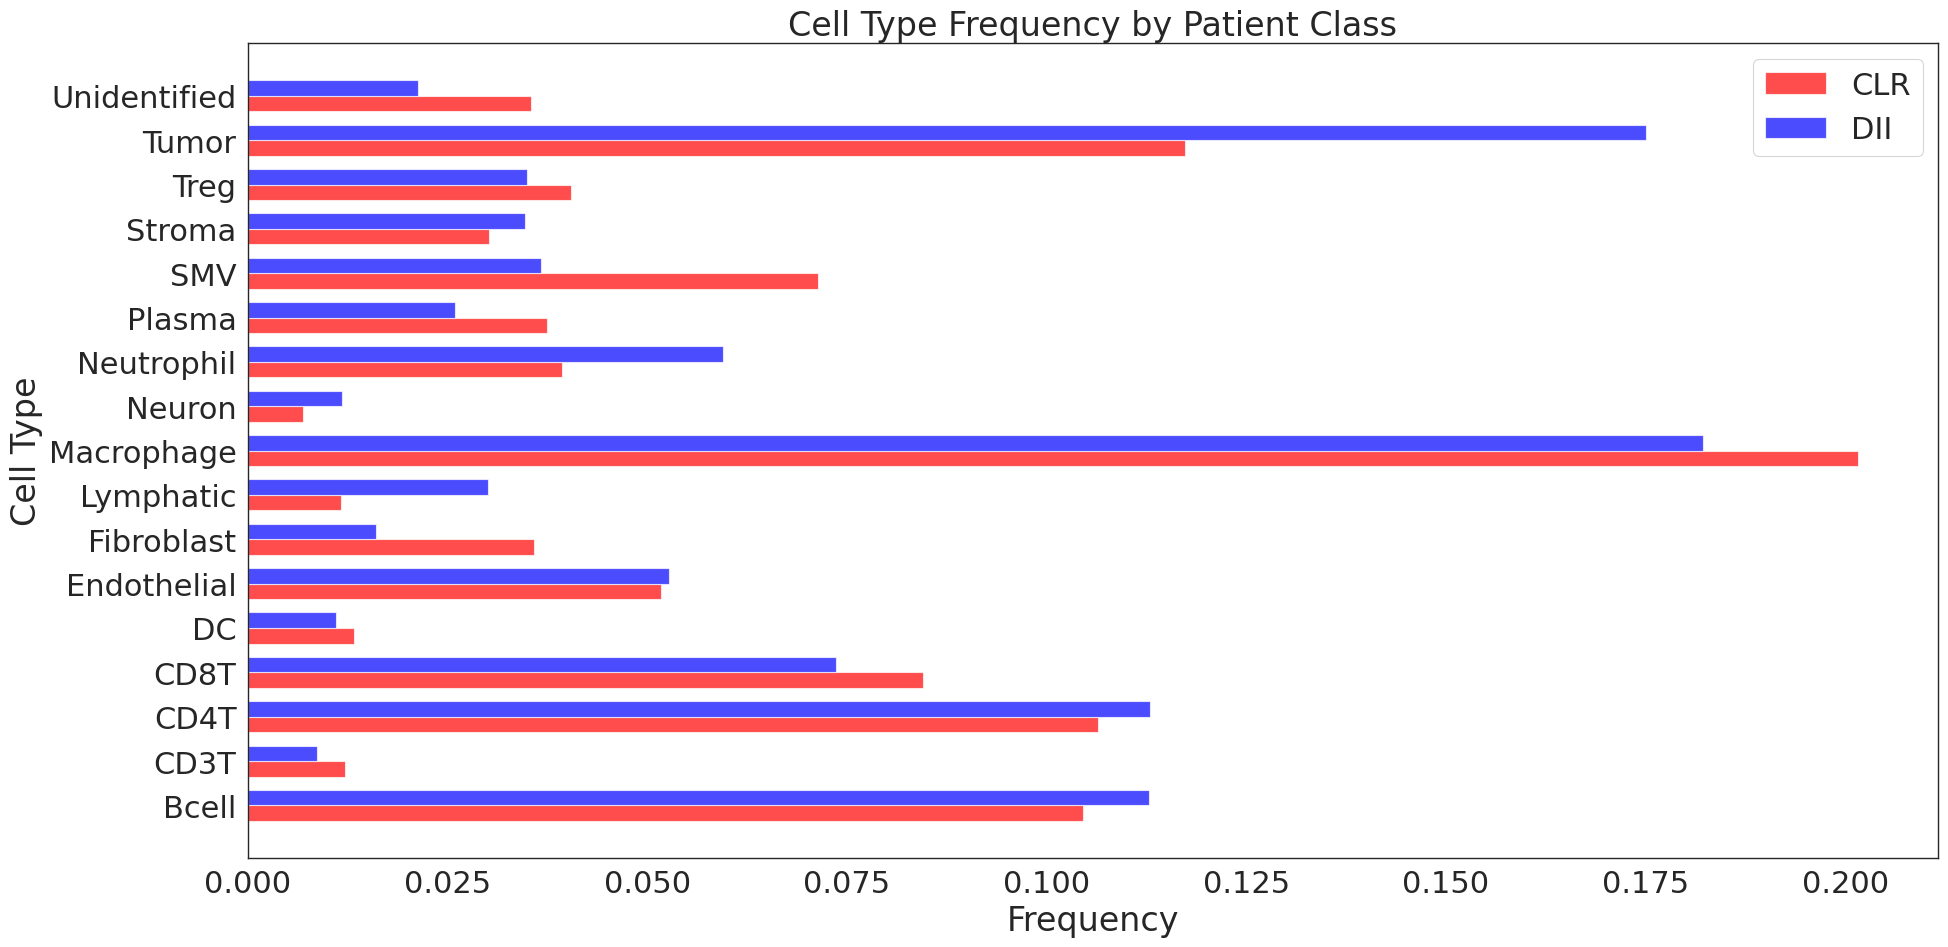 Cell Type Frequency by Patient Class
CLR
DII
Cell Type
Unidentified
Tumor
Treg
Stroma
SMV
Plasma
Neutrophil
Neuron
Macrophage
Lymphatic
Fibroblast
Endothelial
DC
CD8T
CD4T
CD3T
Bcell
0.000 0.025 0.050 0.075 0.100 0.125 0.150 0.175 0.200
Frequency